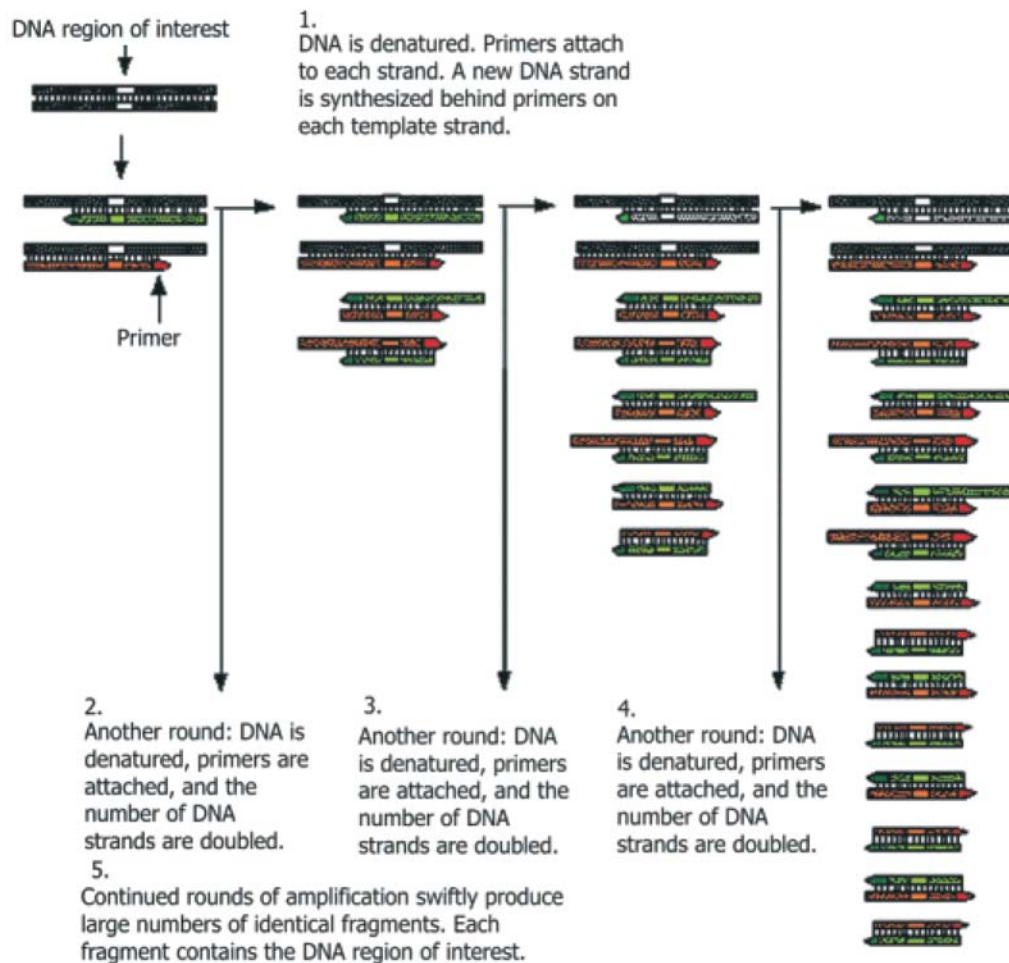 DNA region of interest
1.
DNA is denatured. Primers attach
to each strand. A new DNA strand
is synthesized behind primers on
each template strand.
Primer
2.
Another round: DNA is
denatured, primers are
attached, and the
number of DNA
strands are doubled.
3.
Another round: DNA
is denatured, primers
are attached, and the
number of DNA
strands are doubled.
4.
Another round: DNA
is denatured, primers
are attached, and the
number of DNA
strands are doubled.
5.
Continued rounds of amplification swiftly produce
large numbers of identical fragments. Each
fragment contains the DNA region of interest.